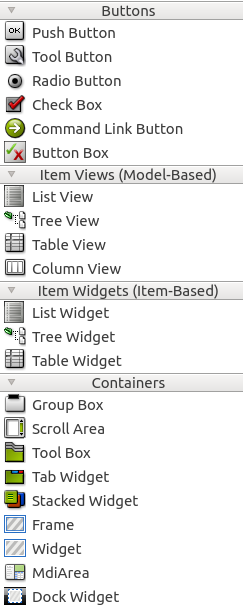 Buttons
OK Push Button
Tool Button
Radio Button
Check Box
Command Link Button
Button Box
Item Views (Model-Based)
List View
Tree View
Table View
Column View
Item Widgets (Item-Based)
List Widget
Tree Widget
Table Widget
Containers
Group Box
Scroll Area
Tool Box
Tab Widget
Stacked Widget
Frame
Widget
MdiArea
Dock Widget